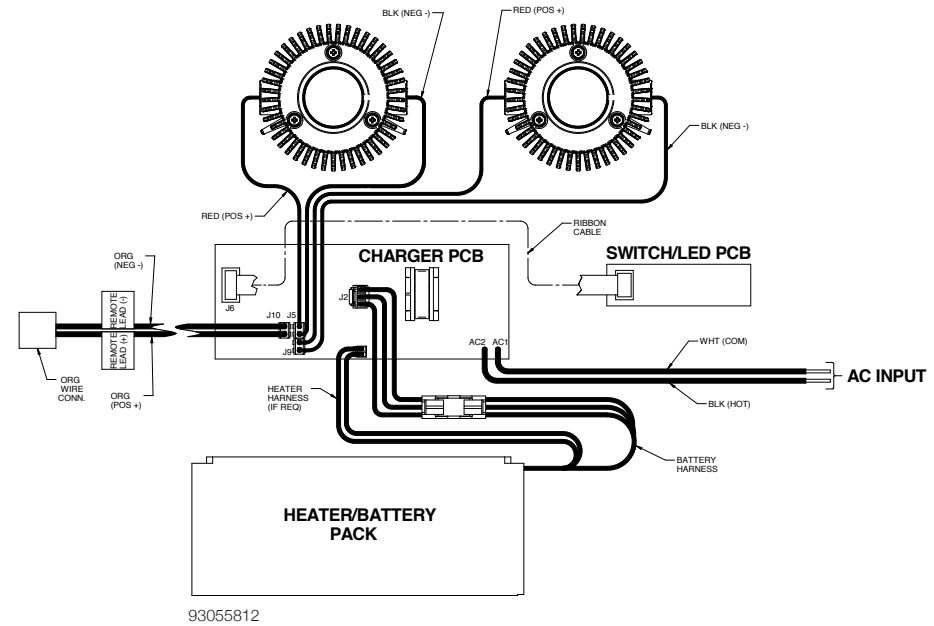 BLK (NEG -)
RED (POS +)
BLK (NEG -)
RED (POS +)
RIBBON
CABLE
CHARGER PCB
SWITCH/LED PCB
ORG
(NEG -)
J6
J2
REMOTE
LEAD (-)
REMOTE
LEAD (+)
J10
J5
J9
AC2
AC1
WHT (COM)
AC INPUT
ORG
WIRE
CONN.
ORG
(POS +)
HEATER
HARNESS
(IF REQ)
BLK (HOT)
BATTERY
HARNESS
HEATER/BATTERY
PACK
93055812